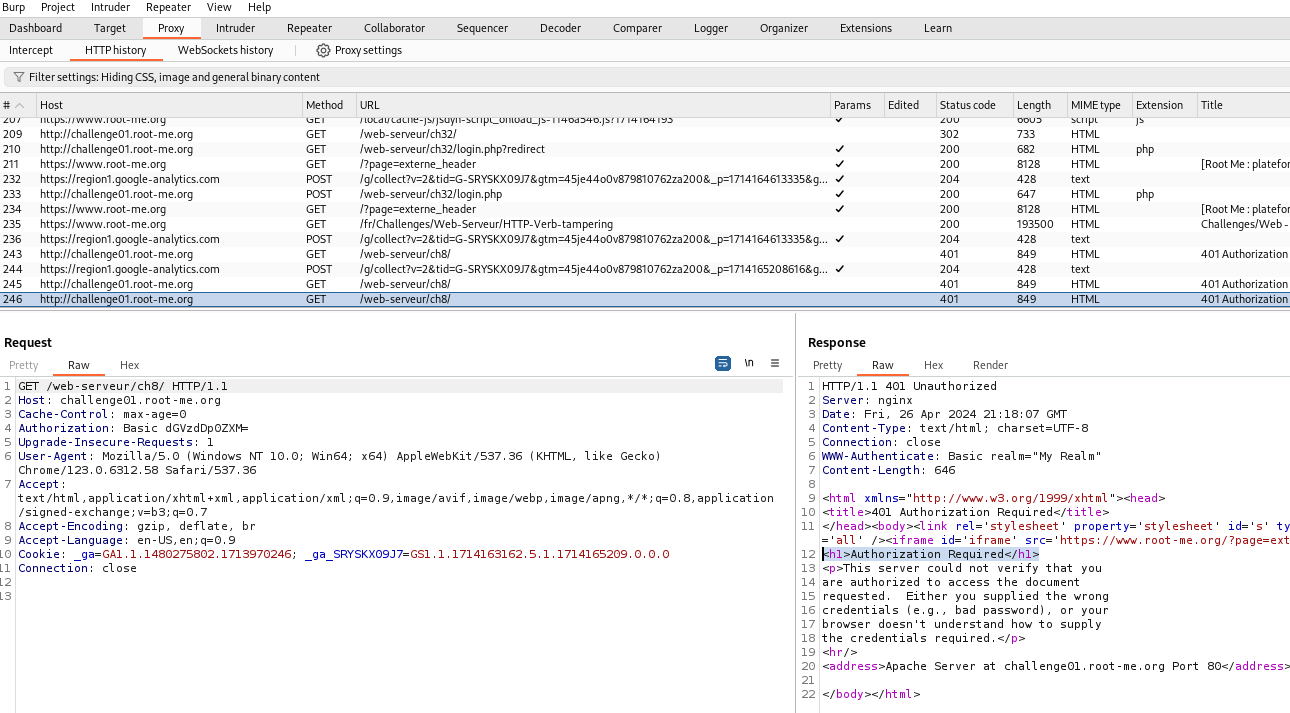 Burp Project Intruder Repeater View Help
Dashboard Target Proxy Intruder Repeater Collaborator Sequencer Decoder Comparer Logger Organizer Extensions Learn
Intercept HTTP history WebSockets history Proxy settings
Filter settings: Hiding CSS, image and general binary content
# Host Method URL Params Edited Status code Length MIME type Extension Title
207 https://www.root-me.org GET /local/cache-js/jsdyn-script_onload_js-1146a546.js?1714164193 ✓ 200 6605 script js
209 http://challenge01.root-me.org GET /web-serveur/ch32/ 302 733 HTML
210 http://challenge01.root-me.org GET /web-serveur/ch32/login.php?redirect ✓ 200 682 HTML php
211 https://www.root-me.org GET /?page=externe_header ✓ 200 8128 HTML [Root Me : platefor
232 https://region1.google-analytics.com POST /g/collect?v=2&tid=G-SRYSKX09J7&gtm=45je44o0v879810762za200&_p=1714164613335&g... ✓ 204 428 text
233 http://challenge01.root-me.org POST /web-serveur/ch32/login.php ✓ 200 647 HTML php
234 https://www.root-me.org GET /?page=externe_header ✓ 200 8128 HTML [Root Me : platefor
235 https://www.root-me.org GET /fr/Challenges/Web-Serveur/HTTP-Verb-tampering 200 193500 HTML Challenges/Web -
236 https://region1.google-analytics.com POST /g/collect?v=2&tid=G-SRYSKX09J7&gtm=45je44o0v879810762za200&_p=1714164613335&g... ✓ 204 428 text
243 http://challenge01.root-me.org GET /web-serveur/ch8/ 401 849 HTML 401 Authorization
244 https://region1.google-analytics.com POST /g/collect?v=2&tid=G-SRYSKX09J7&gtm=45je44o0v879810762za200&_p=1714165208616&g... ✓ 204 428 text
245 http://challenge01.root-me.org GET /web-serveur/ch8/ 401 849 HTML 401 Authorization
246 http://challenge01.root-me.org GET /web-serveur/ch8/ 401 849 HTML 401 Authorization
Request
Pretty Raw Hex \n
1 GET /web-serveur/ch8/ HTTP/1.1
2 Host: challenge01.root-me.org
3 Cache-Control: max-age=0
4 Authorization: Basic dGVzdDp0ZXM=
5 Upgrade-Insecure-Requests: 1
6 User-Agent: Mozilla/5.0 (Windows NT 10.0; Win64; x64) AppleWebKit/537.36 (KHTML, like Gecko)
Chrome/123.0.6312.58 Safari/537.36
7 Accept:
text/html,application/xhtml+xml,application/xml;q=0.9,image/avif,image/webp,image/apng,*/*;q=0.8,application
/signed-exchange;v=b3;q=0.7
8 Accept-Encoding: gzip, deflate, br
9 Accept-Language: en-US,en;q=0.9
10 Cookie: _ga=GA1.1.1480275802.1713970246; _ga_SRYSKX09J7=GS1.1.1714163162.5.1.1714165209.0.0.0
11 Connection: close
12
13
Response
Pretty Raw Hex Render
1 HTTP/1.1 401 Unauthorized
2 Server: nginx
3 Date: Fri, 26 Apr 2024 21:18:07 GMT
4 Content-Type: text/html; charset=UTF-8
5 Connection: close
6 WWW-Authenticate: Basic realm="My Realm"
7 Content-Length: 646
8
9 <html xmlns="http://www.w3.org/1999/xhtml"><head>
10 <title>401 Authorization Required</title>
11 </head><body><link rel='stylesheet' property='stylesheet' id='s' ty
'all' /><iframe id='iframe' src='https://www.root-me.org/?page=ext
12 <h1>Authorization Required</h1>
13 <p>This server could not verify that you
14 are authorized to access the document
15 requested. Either you supplied the wrong
16 credentials (e.g., bad password), or your
17 browser doesn't understand how to supply
18 the credentials required.</p>
19 <hr/>
20 <address>Apache Server at challenge01.root-me.org Port 80</address>
21
22 </body></html>